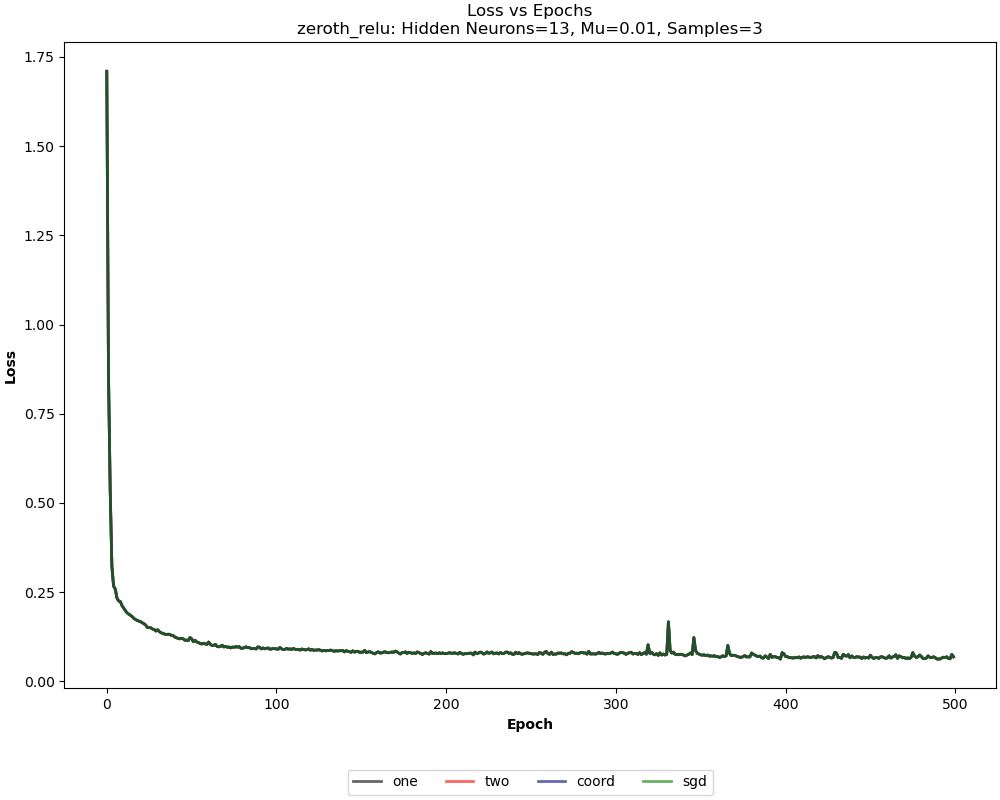 Loss vs Epochs
zeroth_relu: Hidden Neurons=13, Mu=0.01, Samples=3
1.75
1.50
1.25
1.00
0.75
0.50
0.25
0.00
Loss
0 100 200 300 400 500
Epoch
one two coord sgd